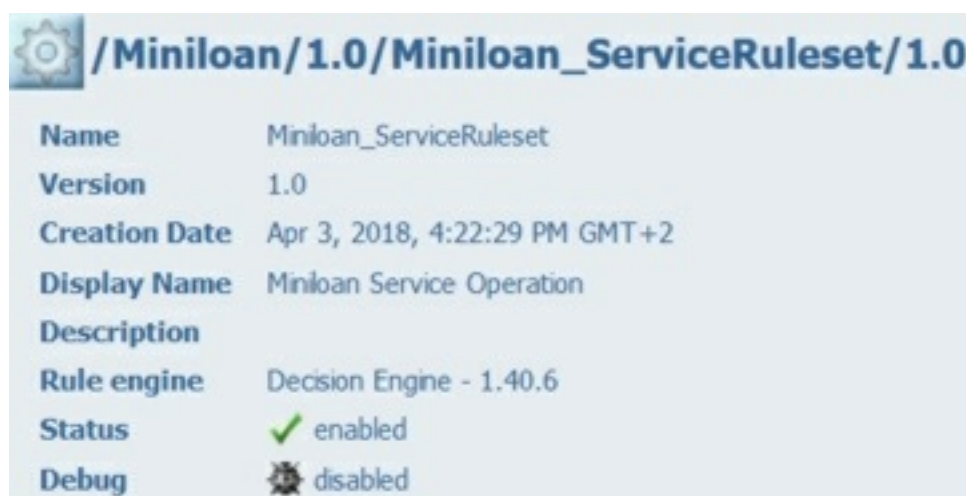 /Miniloan/1.0/Miniloan_ServiceRuleset/1.0
Name Miniloan_ServiceRuleset
Version 1.0
Creation Date Apr 3, 2018, 4:22:29 PM GMT+2
Display Name Miniloan Service Operation
Description
Rule engine Decision Engine - 1.40.6
Status enabled
Debug disabled